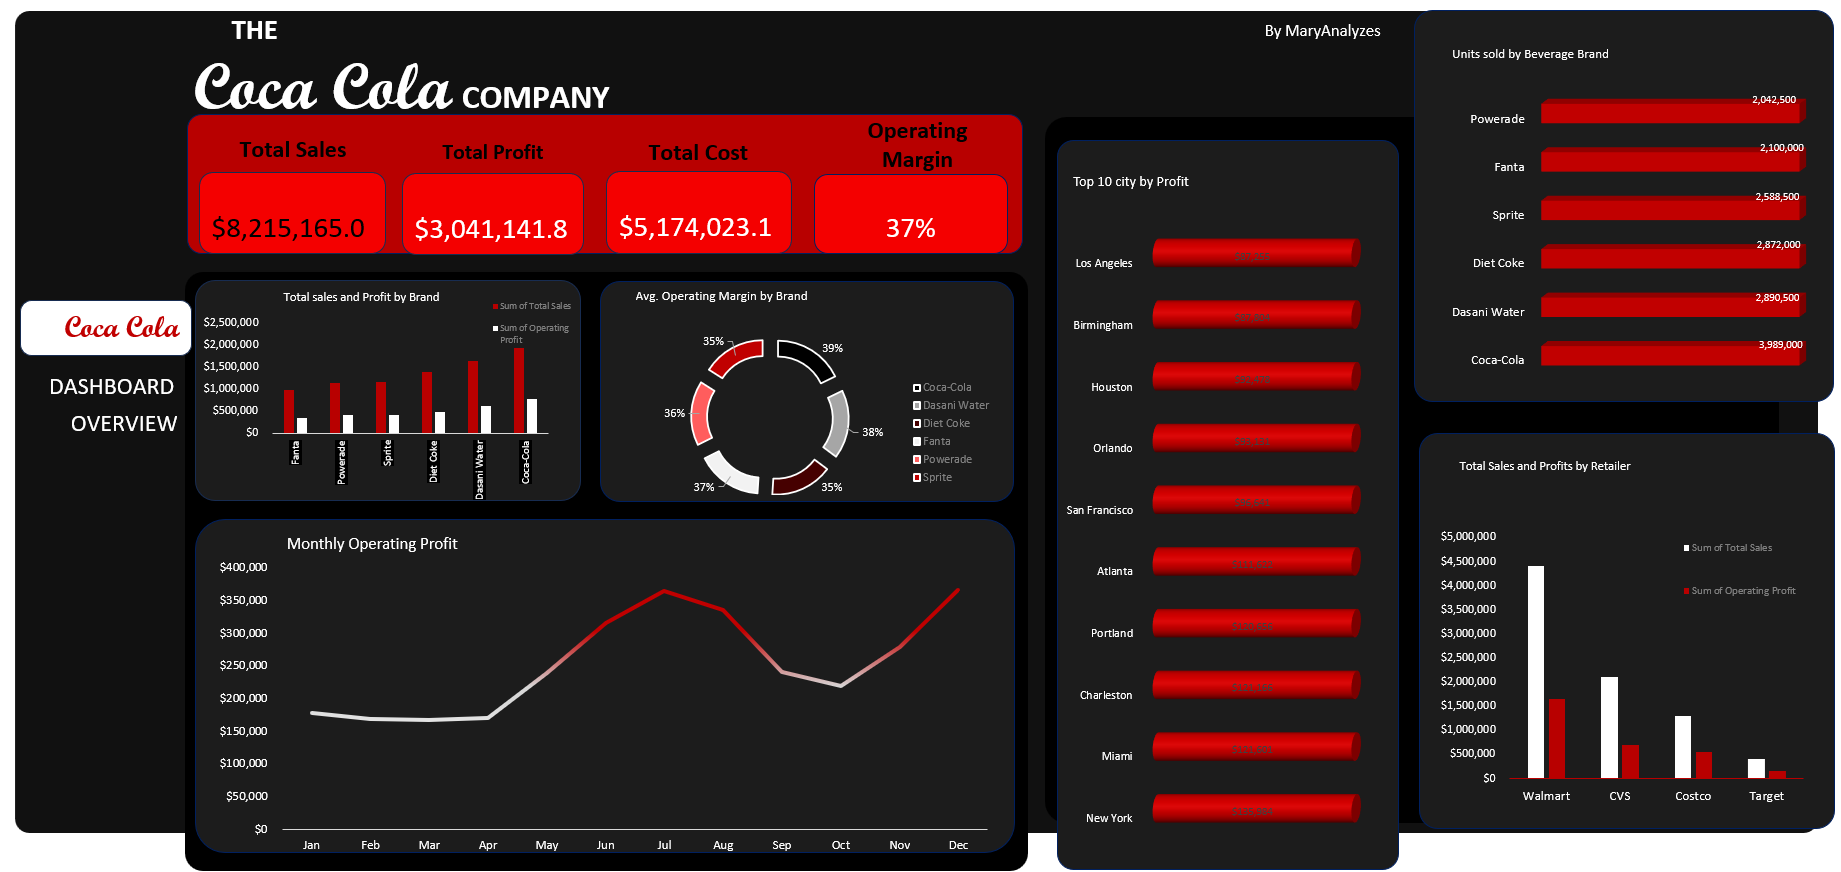 THE
Coca Cola COMPANY
By MaryAnalyzes
Total Sales
$8,215,165.0
Total Profit
$3,041,141.8
Total Cost
$5,174,023.1
Operating
Margin
37%
Coca Cola
DASHBOARD
OVERVIEW
Total sales and Profit by Brand
Sum of Total Sales
Sum of Operating
Profit
$2,500,000
$2,000,000
$1,500,000
$1,000,000
$500,000
$0
Fanta
Powerade
Sprite
Diet Coke
Dasani Water
Coca-Cola
Avg. Operating Margin by Brand
39%
38%
35%
37%
36%
35%
Coca-Cola
Dasani Water
Diet Coke
Fanta
Powerade
Sprite
Monthly Operating Profit
$400,000
$350,000
$300,000
$250,000
$200,000
$150,000
$100,000
$50,000
$0
Jan Feb Mar Apr May Jun Jul Aug Sep Oct Nov Dec
Top 10 city by Profit
Los Angeles
Birmingham
Houston
Orlando
San Francisco
Atlanta
Portland
Charleston
Miami
New York
Units sold by Beverage Brand
Powerade 2,042,500
Fanta 2,100,000
Sprite 2,588,500
Diet Coke 2,872,000
Dasani Water 2,890,500
Coca-Cola 3,989,000
Total Sales and Profits by Retailer
Sum of Total Sales
Sum of Operating Profit
$5,000,000
$4,500,000
$4,000,000
$3,500,000
$3,000,000
$2,500,000
$2,000,000
$1,500,000
$1,000,000
$500,000
$0
Walmart CVS Costco Target